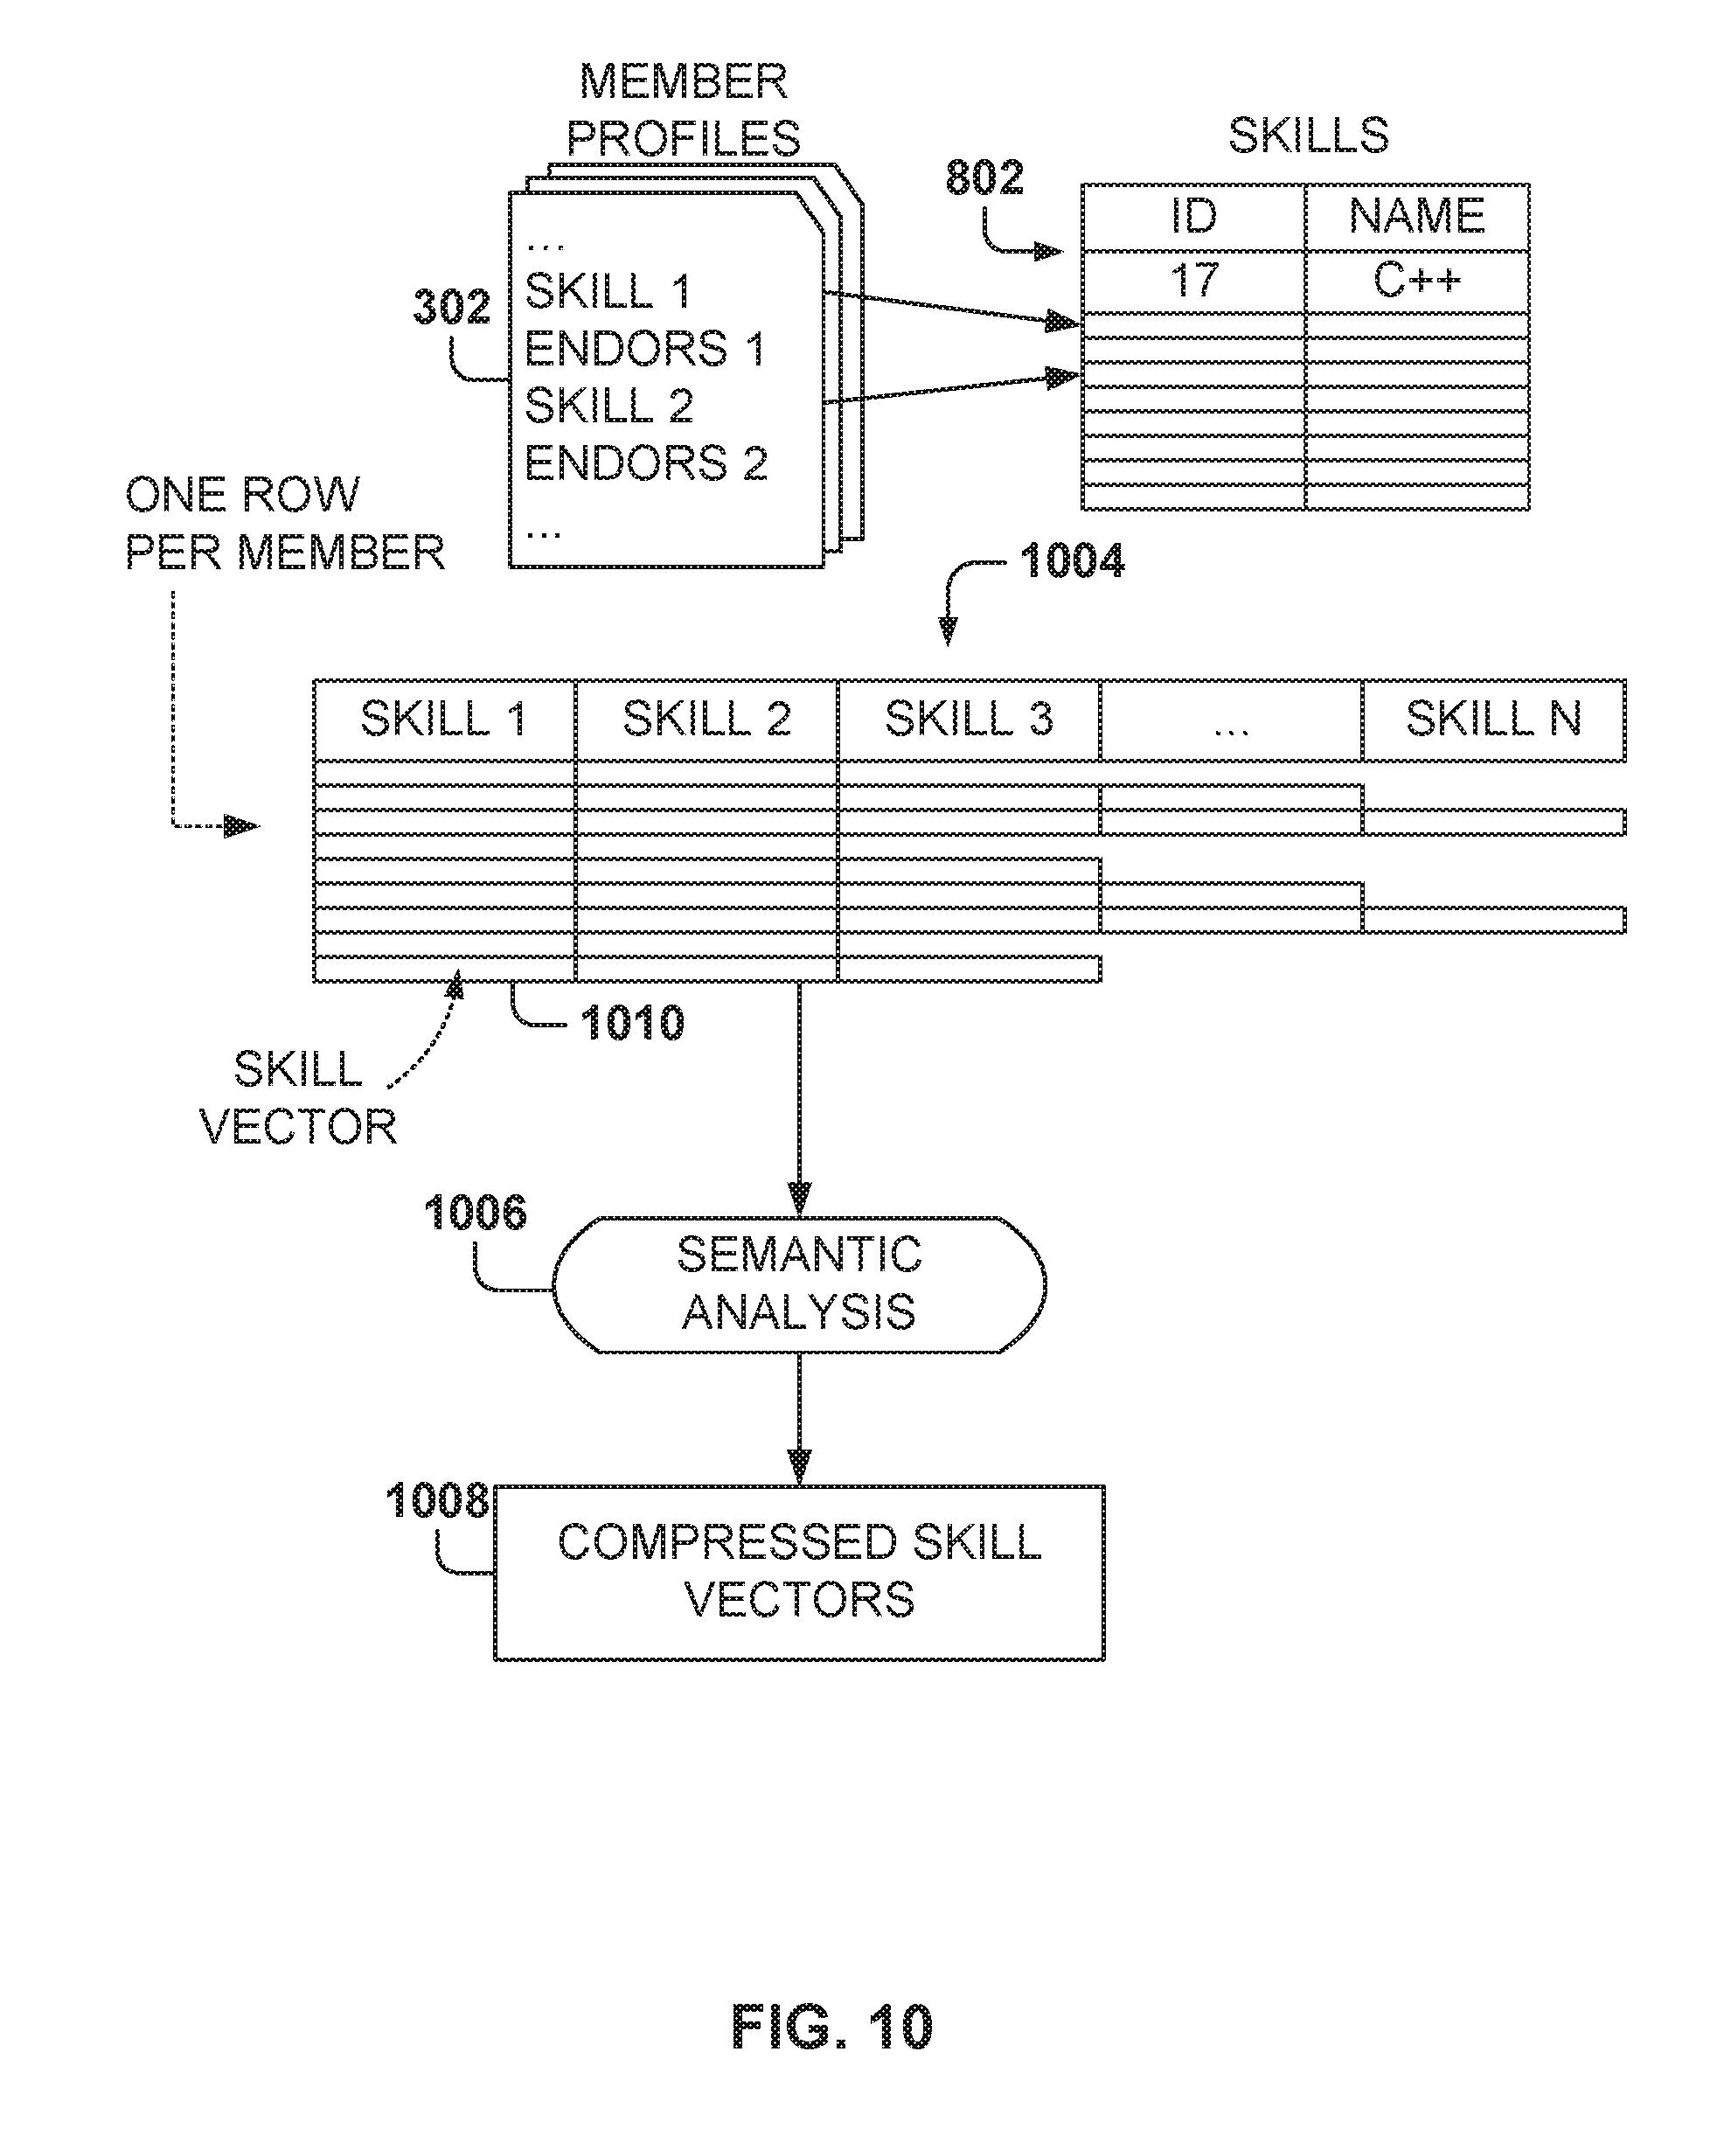 MEMBER
PROFILES
SKILLS
802
ID NAME
17 C++
302
...
SKILL 1
ENDORS 1
SKILL 2
ENDORS 2
...
ONE ROW
PER MEMBER
1004
SKILL 1 SKILL 2 SKILL 3 ... SKILL N
1010
SKILL
VECTOR
1006
SEMANTIC
ANALYSIS
1008
COMPRESSED SKILL
VECTORS
FIG. 10